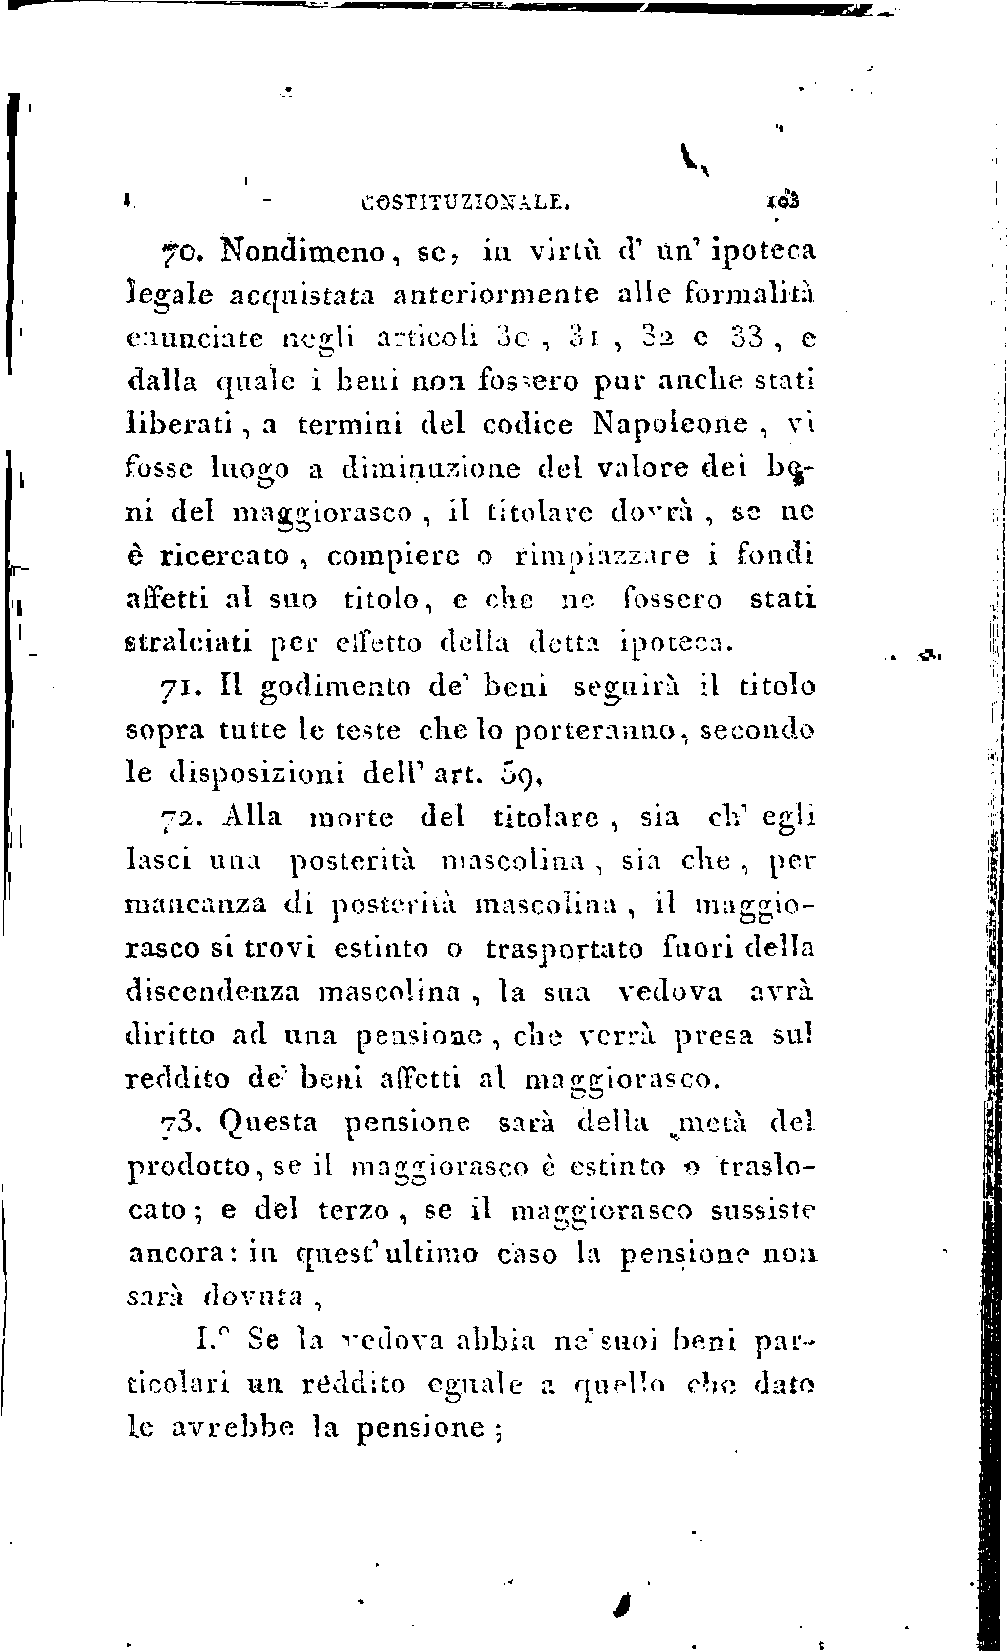 COSTITUZIONALE. 103
70. Nondimeno, se, in virtù d' un' ipoteca
legale acquistata anteriormente alle formalità
enunciate negli articoli 30, 31, 32 e 33, e
dalla quale i beni non fossero pur anche stati
liberati, a termini del codice Napoleone, vi
fosse luogo a diminuzione del valore dei be-
ni del maggiorasco, il titolare dovrà, se ne
è ricercato, compiere o rimpiazzare i fondi
affetti al suo titolo, e che ne fossero stati
stralciati per effetto della detta ipoteca.
71. Il godimento de' beni seguirà il titolo
sopra tutte le teste che lo porteranno, secondo
le disposizioni dell' art. 59.
72. Alla morte del titolare, sia ch' egli
lasci una posterità mascolina, sia che, per
mancanza di posterità mascolina, il maggio-
rasco si trovi estinto o trasportato fuori della
discendenza mascolina, la sua vedova avrà
diritto ad una pensione, che verrà presa sul
reddito de' beni affetti al maggiorasco.
73. Questa pensione sarà della metà del
prodotto, se il maggiorasco è estinto o traslo-
cato; e del terzo, se il maggiorasco sussiste
ancora: in quest' ultimo caso la pensione non
sarà dovuta,
I.º Se la vedova abbia ne' suoi beni par-
ticolari un reddito eguale a quello che dato
le avrebbe la pensione;